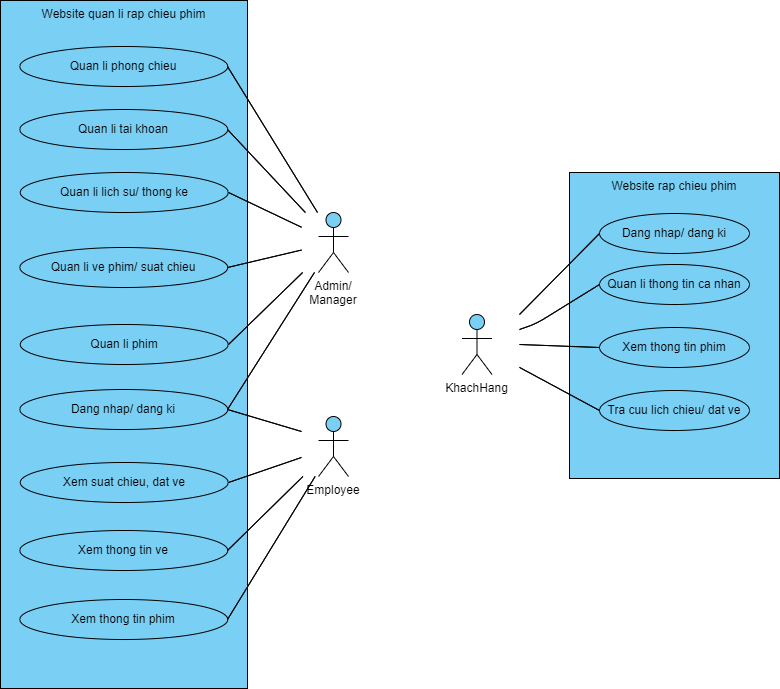 Website quan li rap chieu phim
Quan li phong chieu
Quan li tai khoan
Quan li lich su/ thong ke
Quan li ve phim/ suat chieu
Quan li phim
Dang nhap/ dang ki
Xem suat chieu, dat ve
Xem thong tin ve
Xem thong tin phim
Admin/
Manager
Employee
KhachHang
Website rap chieu phim
Dang nhap/ dang ki
Quan li thong tin ca nhan
Xem thong tin phim
Tra cuu lich chieu/ dat ve